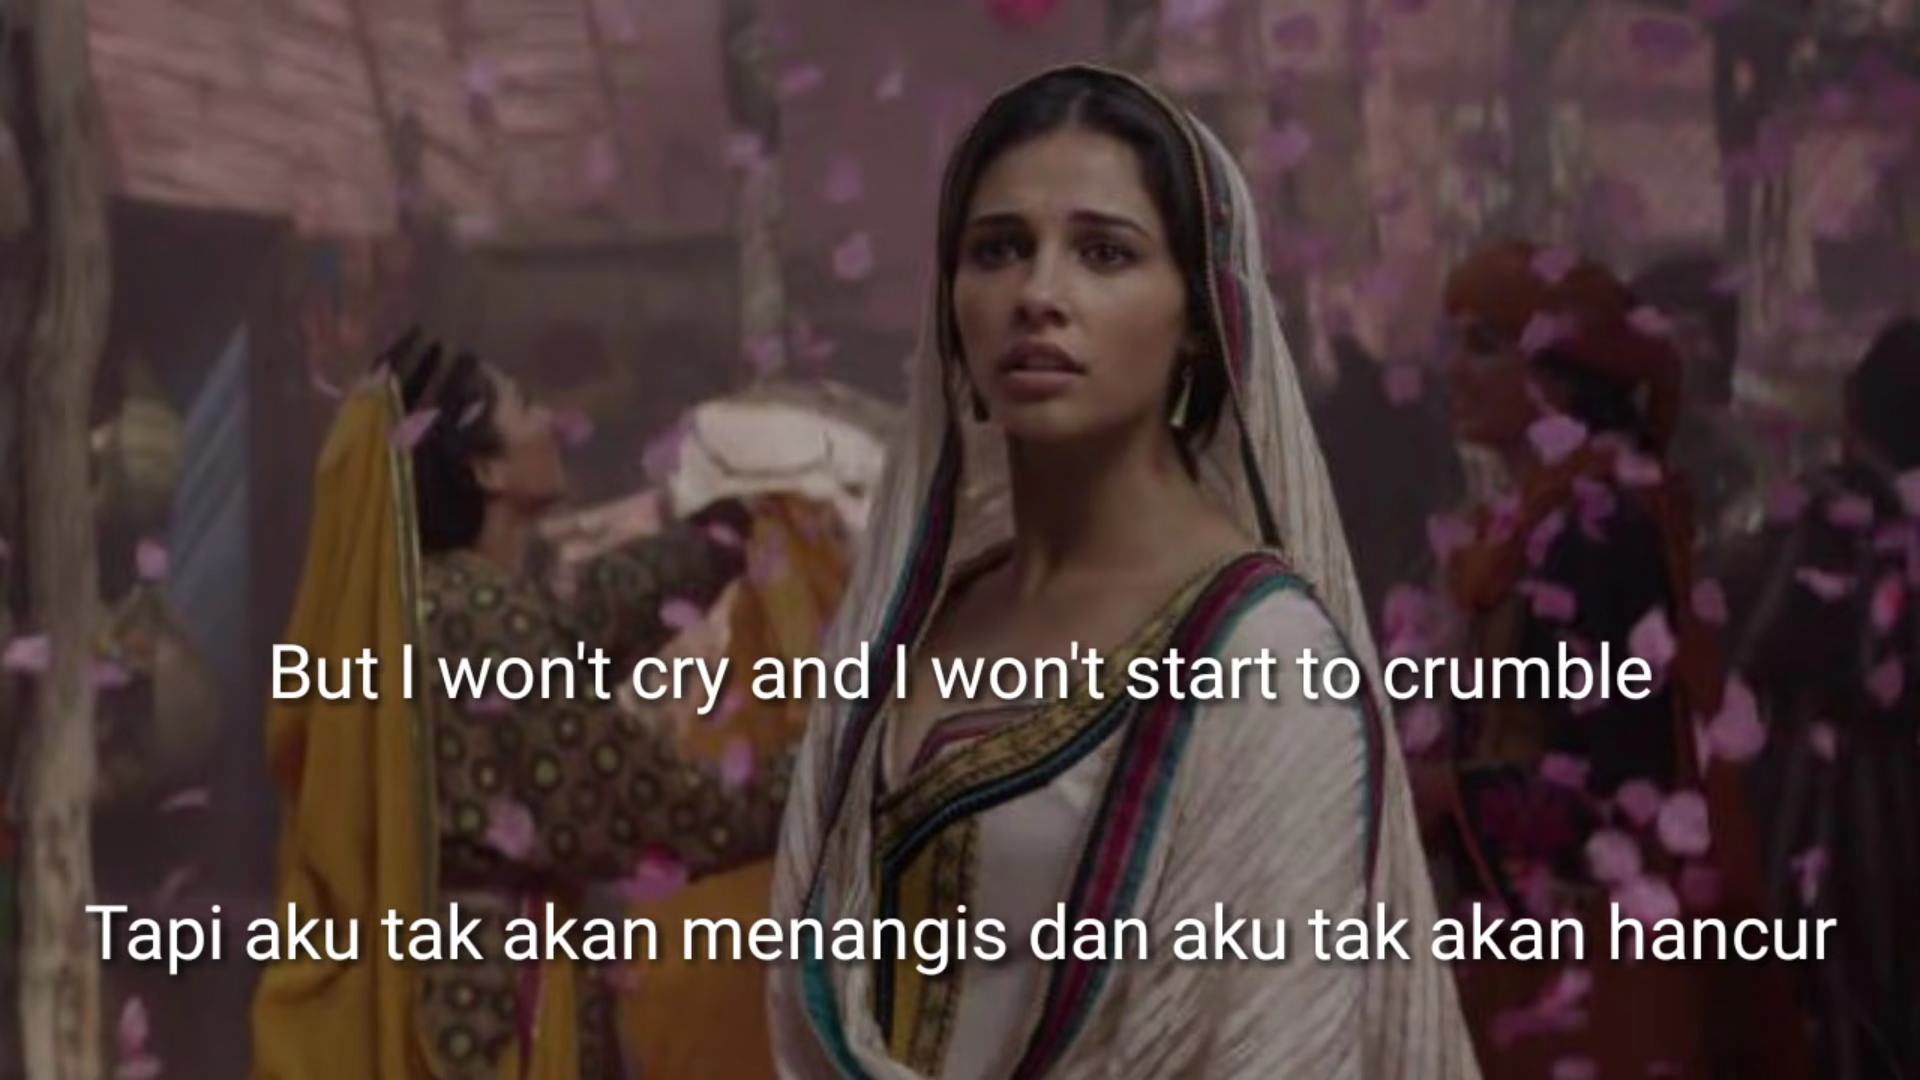 But I won't cry and I won't start to crumble
Tapi aku tak akan menangis dan aku tak akan hancur